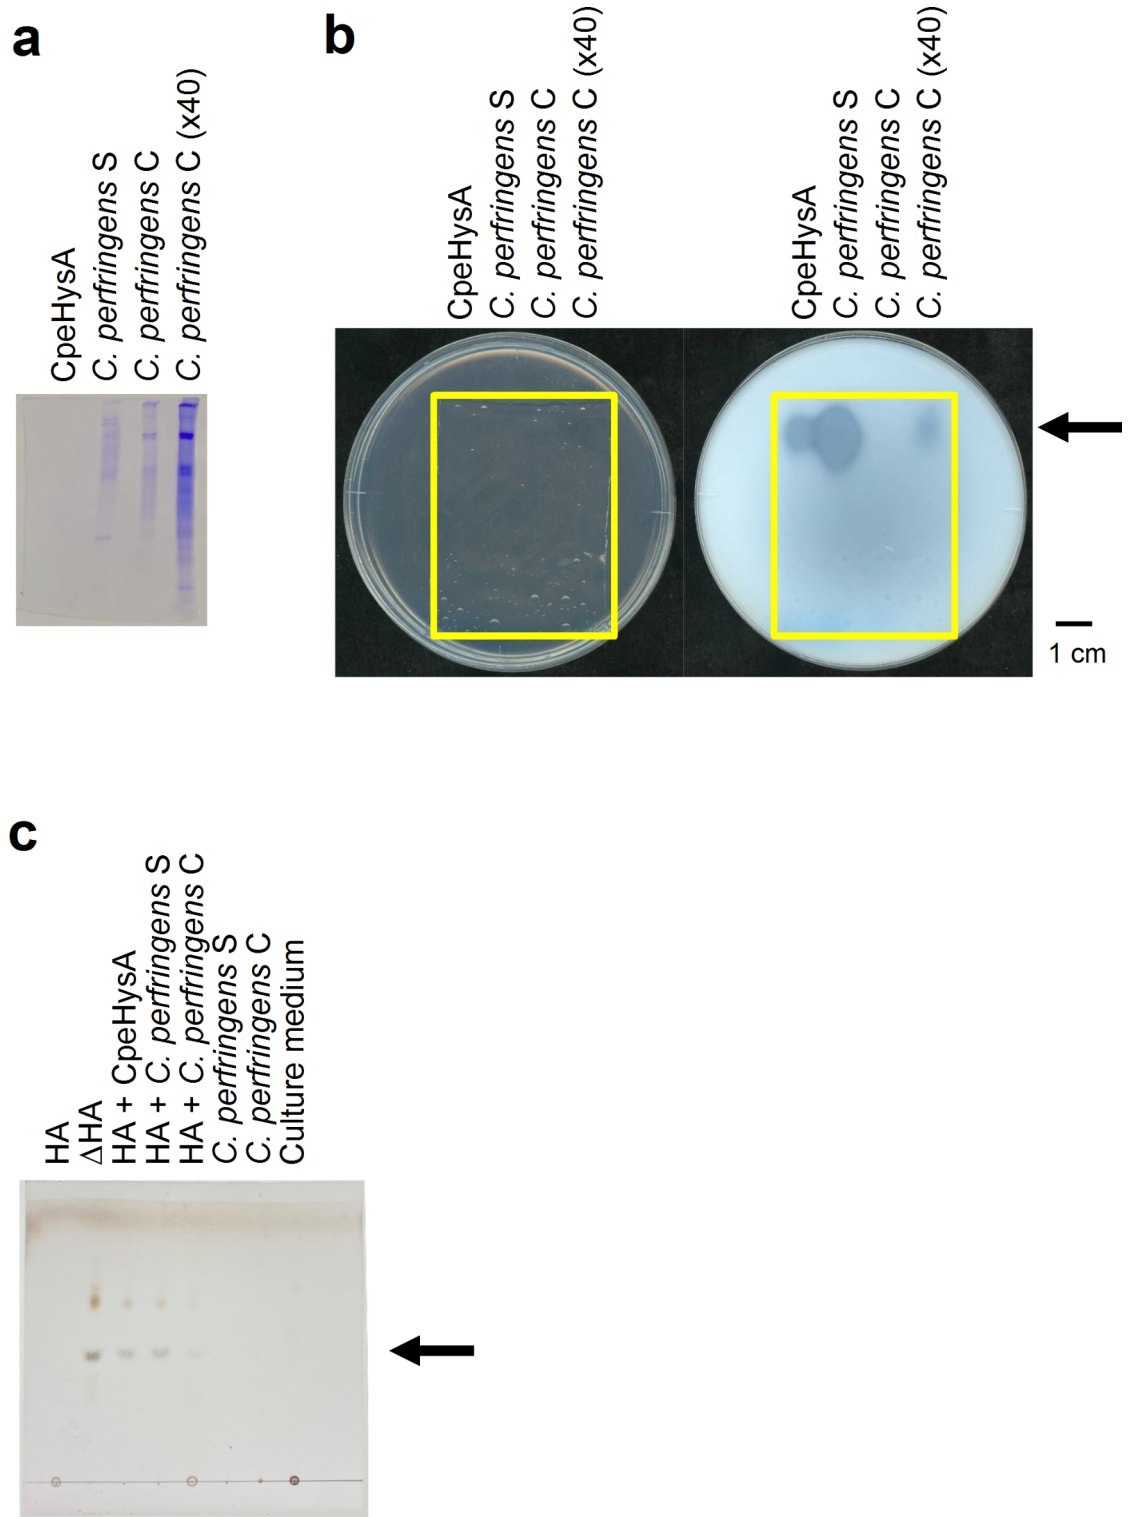 a
CpeHysA
C. perfringens S
C. perfringens C
C. perfringens C (x40)
b
CpeHysA
C. perfringens S
C. perfringens C
C. perfringens C (x40)
CpeHysA
C. perfringens S
C. perfringens C
C. perfringens C (x40)
1 cm
c
HA
ΔHA
HA + CpeHysA
HA + C. perfringens S
HA + C. perfringens C
C. perfringens S
C. perfringens C
Culture medium